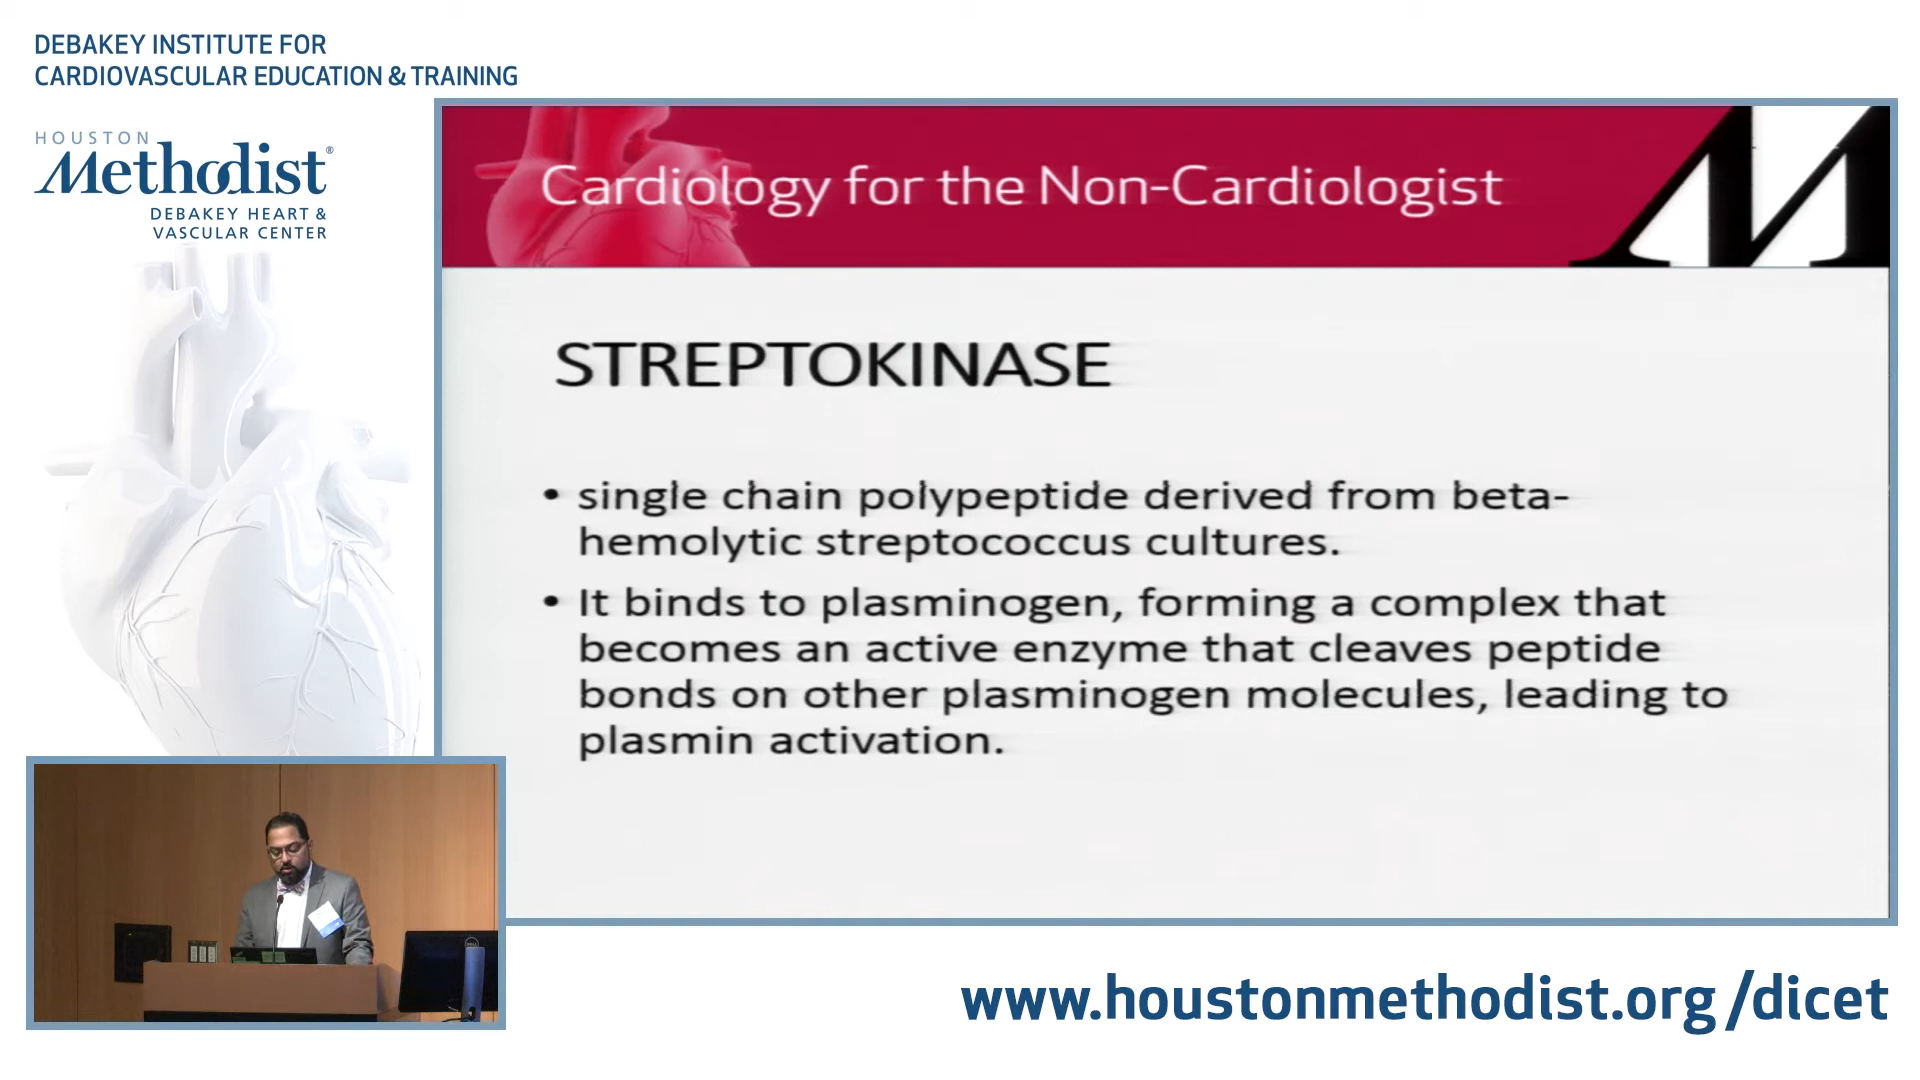 DEBAKEY INSTITUTE FOR
CARDIOVASCULAR EDUCATION & TRAINING
HOUSTON
Methodist®
DEBAKEY HEART &
VASCULAR CENTER
Cardiology for the Non-Cardiologist
M
STREPTOKINASE
• single chain polypeptide derived from beta-
hemolytic streptococcus cultures.
• It binds to plasminogen, forming a complex that
becomes an active enzyme that cleaves peptide
bonds on other plasminogen molecules, leading to
plasmin activation.
DELL
www.houstonmethodist.org/dicet